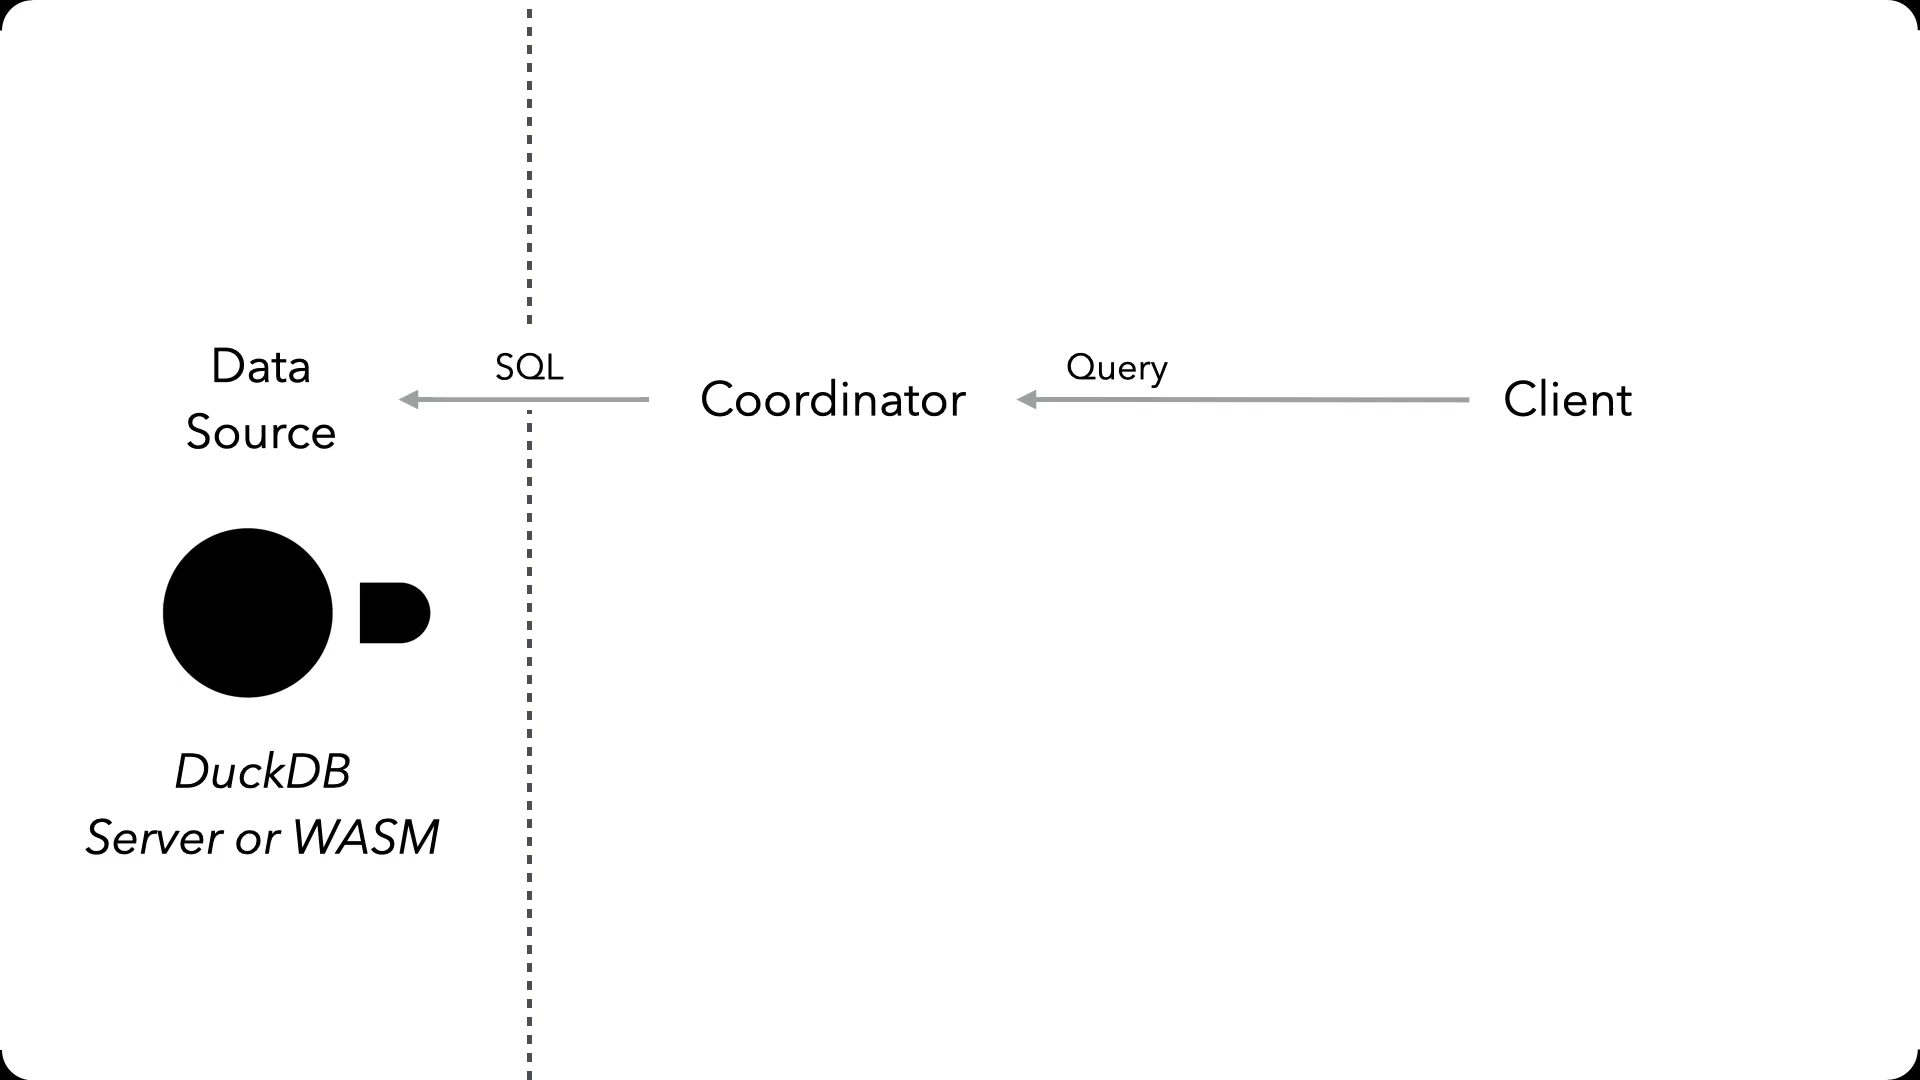 Data
Source
SQL
Coordinator
Query
Client
DuckDB
Server or WASM